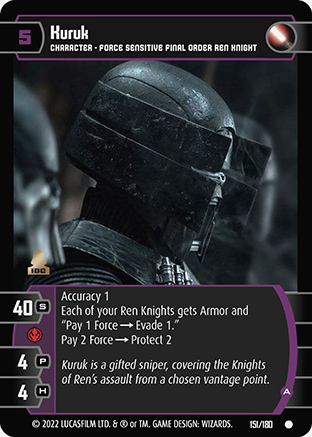 5
Kuruk
CHARACTER - FORCE SENSITIVE FINAL ORDER REN KNIGHT
100
40 S
Accuracy 1
Each of your Ren Knights gets Armor and
"Pay 1 Force → Evade 1."
Pay 2 Force → Protect 2
4 P
Kuruk is a gifted sniper, covering the Knights
of Ren's assault from a chosen vantage point.
4 H
A
© 2022 LUCASFILM LTD. & ® OR TM. GAME DESIGN: WIZARDS.
151/180